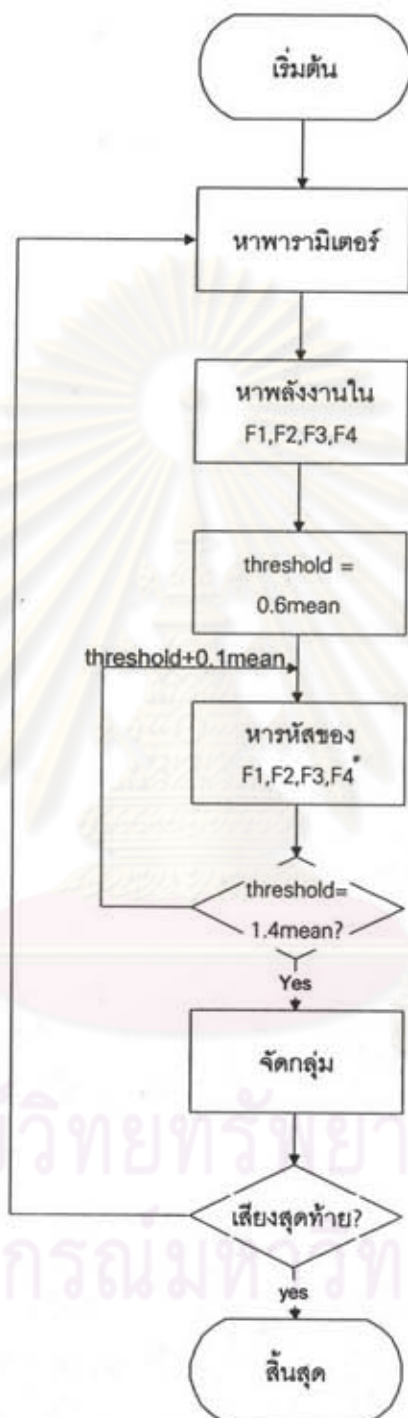 เริ่มต้น
หาพารามิเตอร์
หาพลังงานใน
F1,F2,F3,F4
threshold =
0.6mean
threshold+0.1mean
หารหัสของ
F1,F2,F3,F4*
threshold=
1.4mean?
Yes
จัดกลุ่ม
เสียงสุดท้าย?
yes
สิ้นสุด